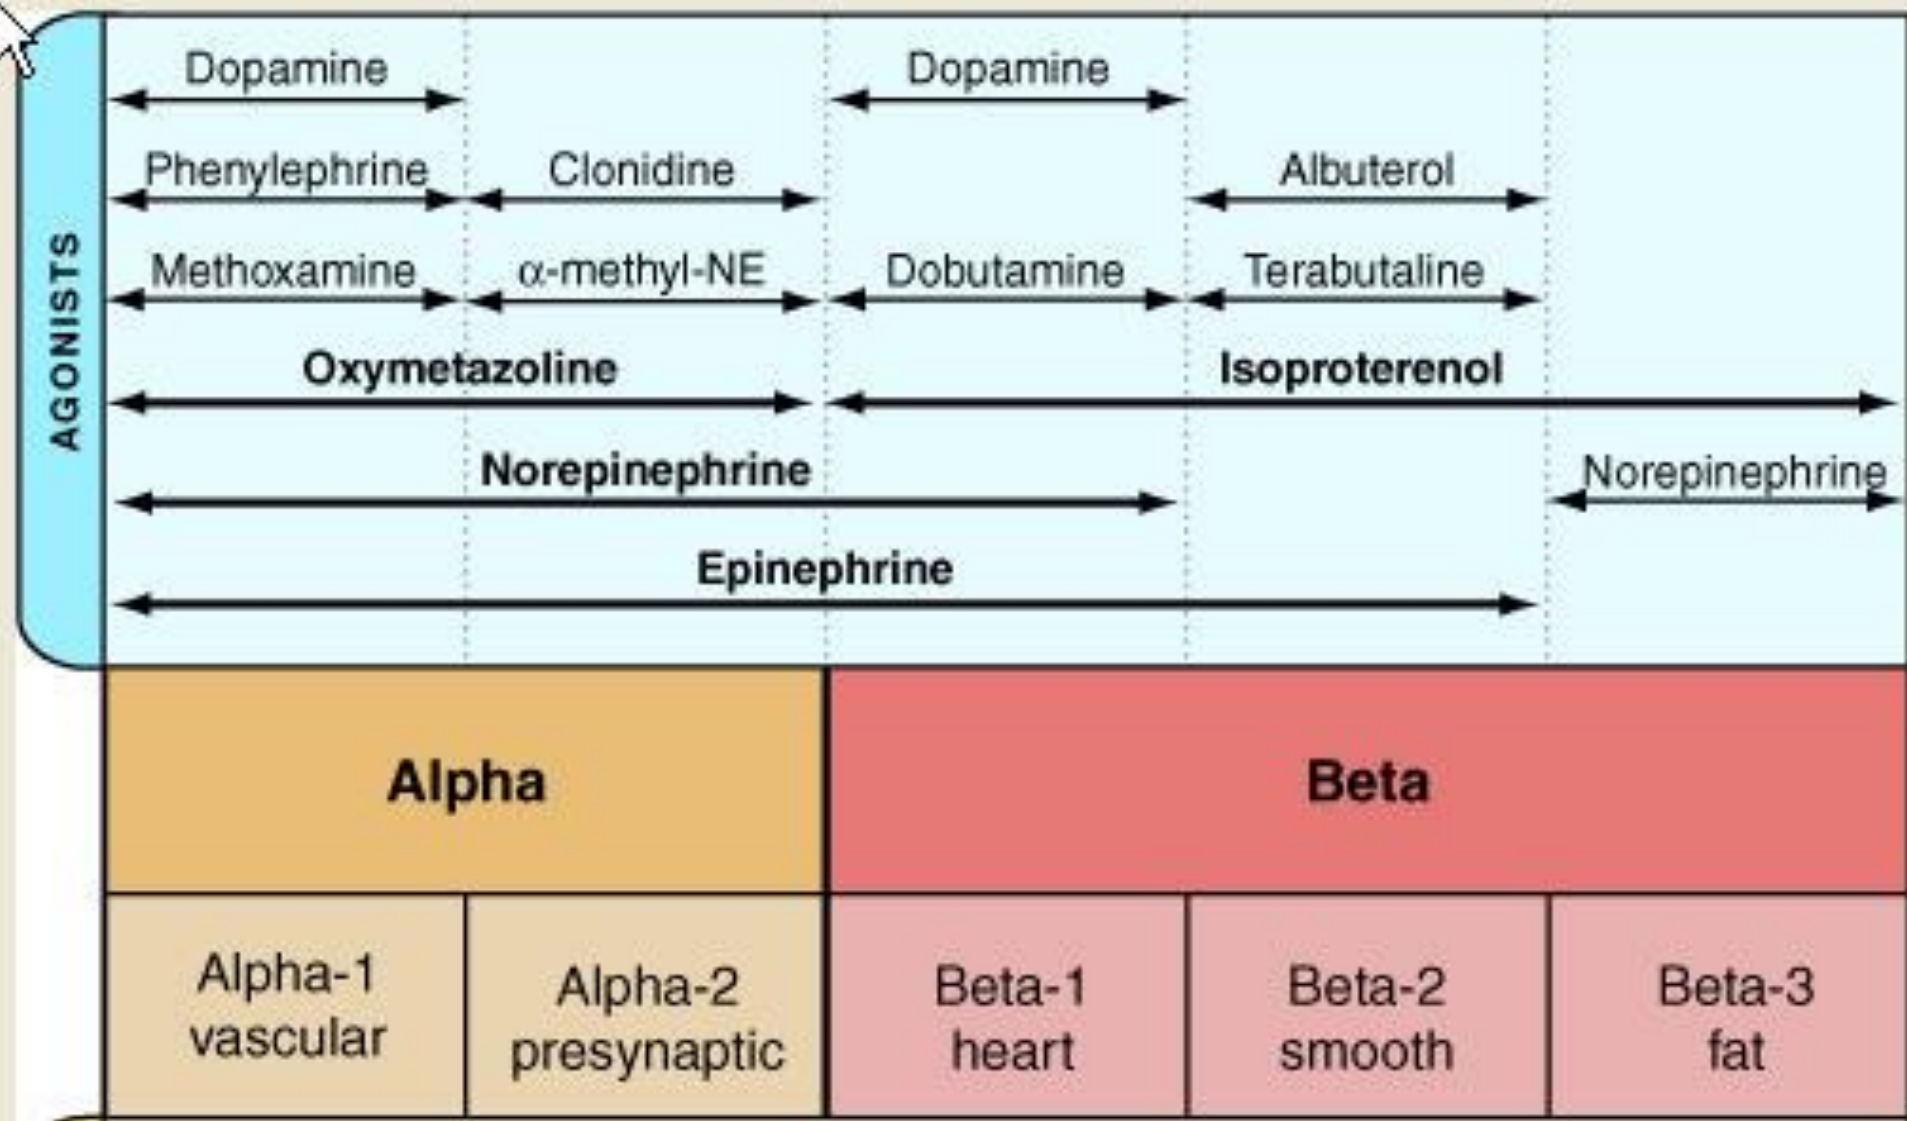 AGONISTS
Dopamine Dopamine
Phenylephrine Clonidine Albuterol
Methoxamine α-methyl-NE Dobutamine Terabutaline
Oxymetazoline Isoproterenol
Norepinephrine Norepinephrine
Epinephrine
Alpha Beta
Alpha-1 Alpha-2 Beta-1 Beta-2 Beta-3
vascular presynaptic heart smooth fat